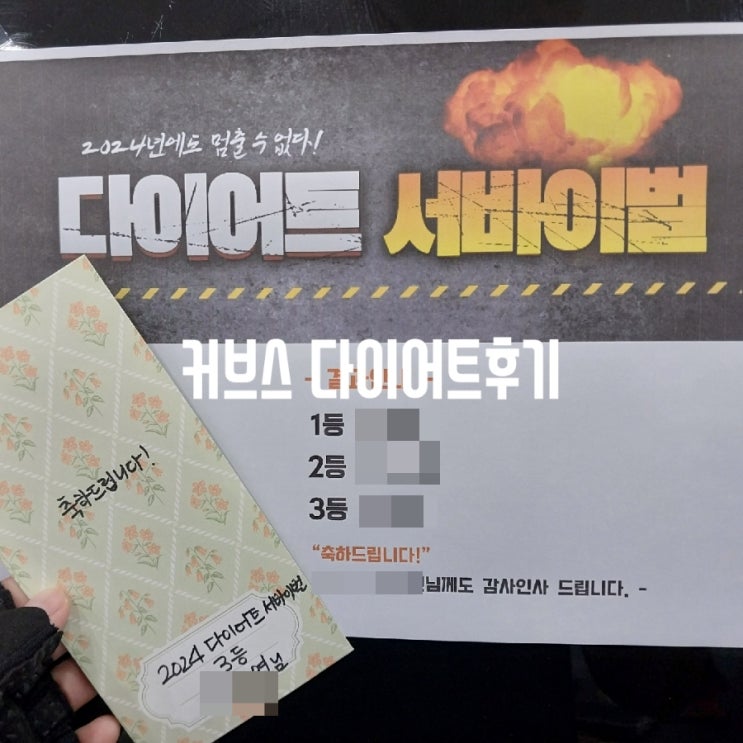 2024년에도 멈출 수 없다!
다이어트 서바이벌
커브스 다이어트후기
1등
2등
3등
“축하드립니다!”
님께도 감사인사 드립니다. -
축하드립니다!
2024 다이어트 서바이벌
3등
님